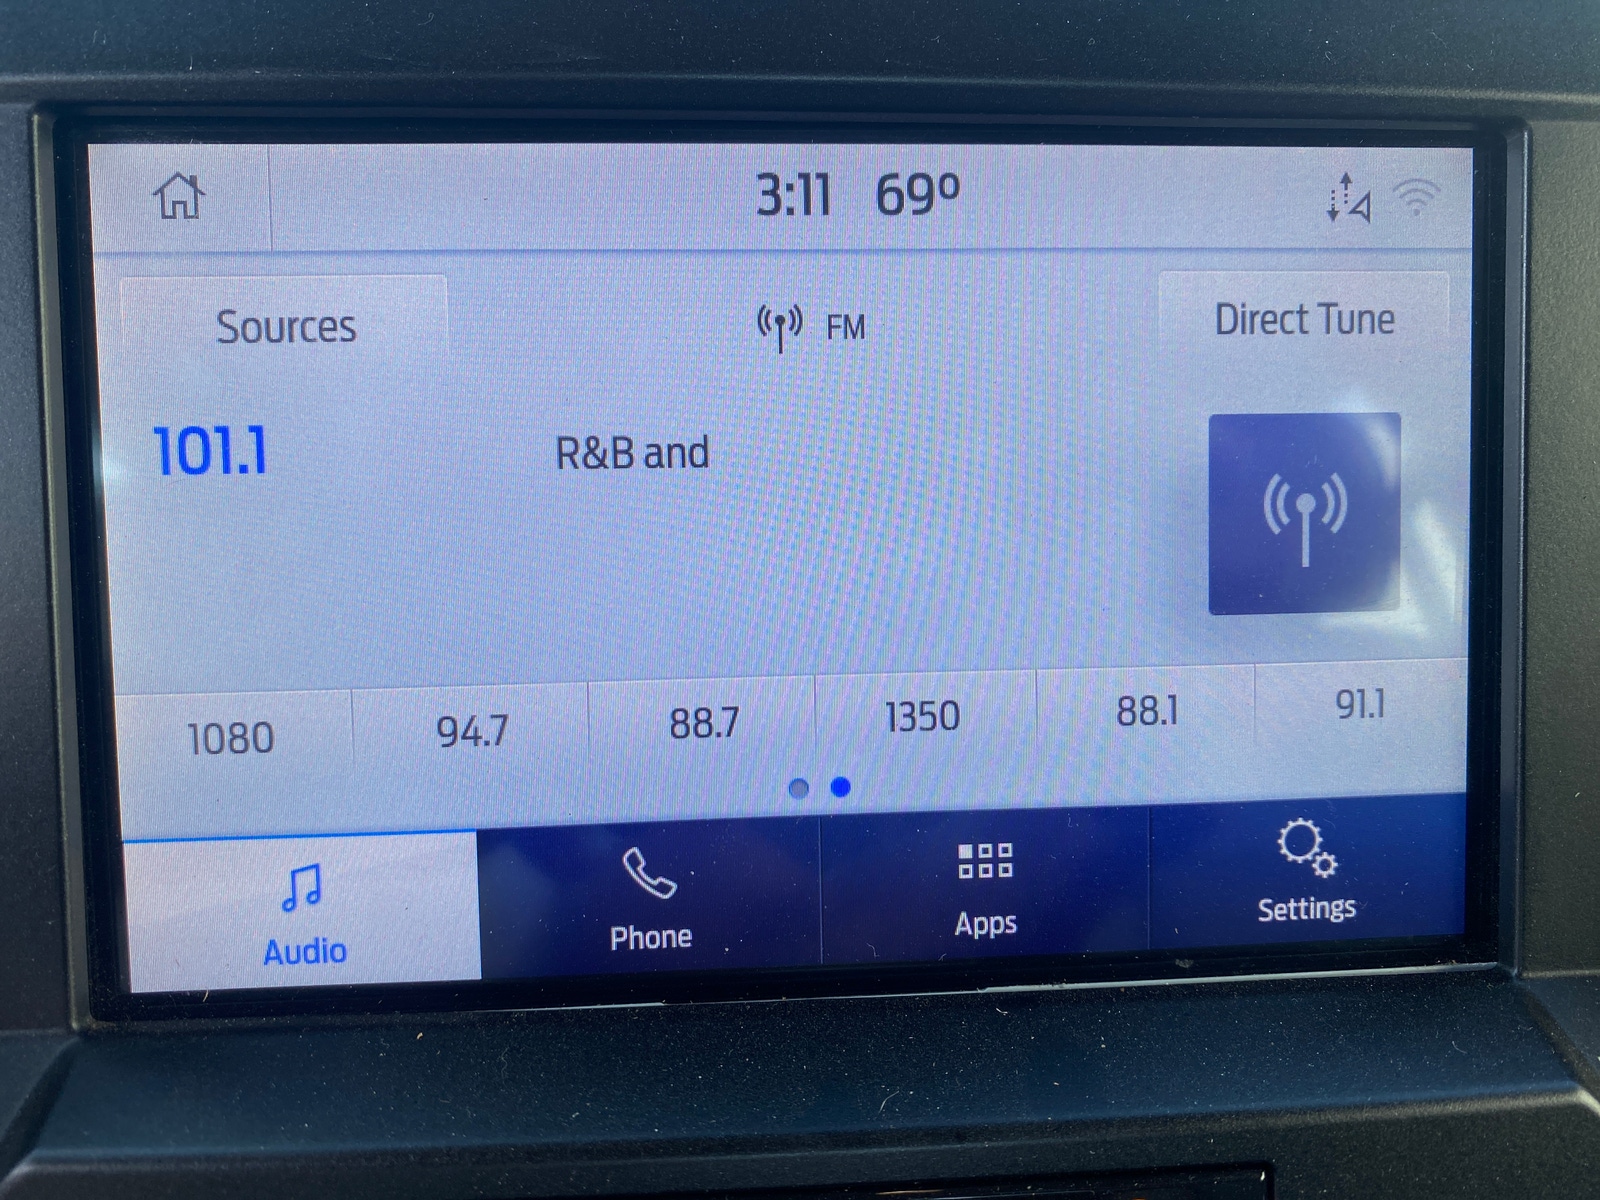 3:11 69º
Sources
FM
Direct Tune
101.1
R&B and
1080
94.7
88.7
1350
88.1
91.1
Audio
Phone
Apps
Settings